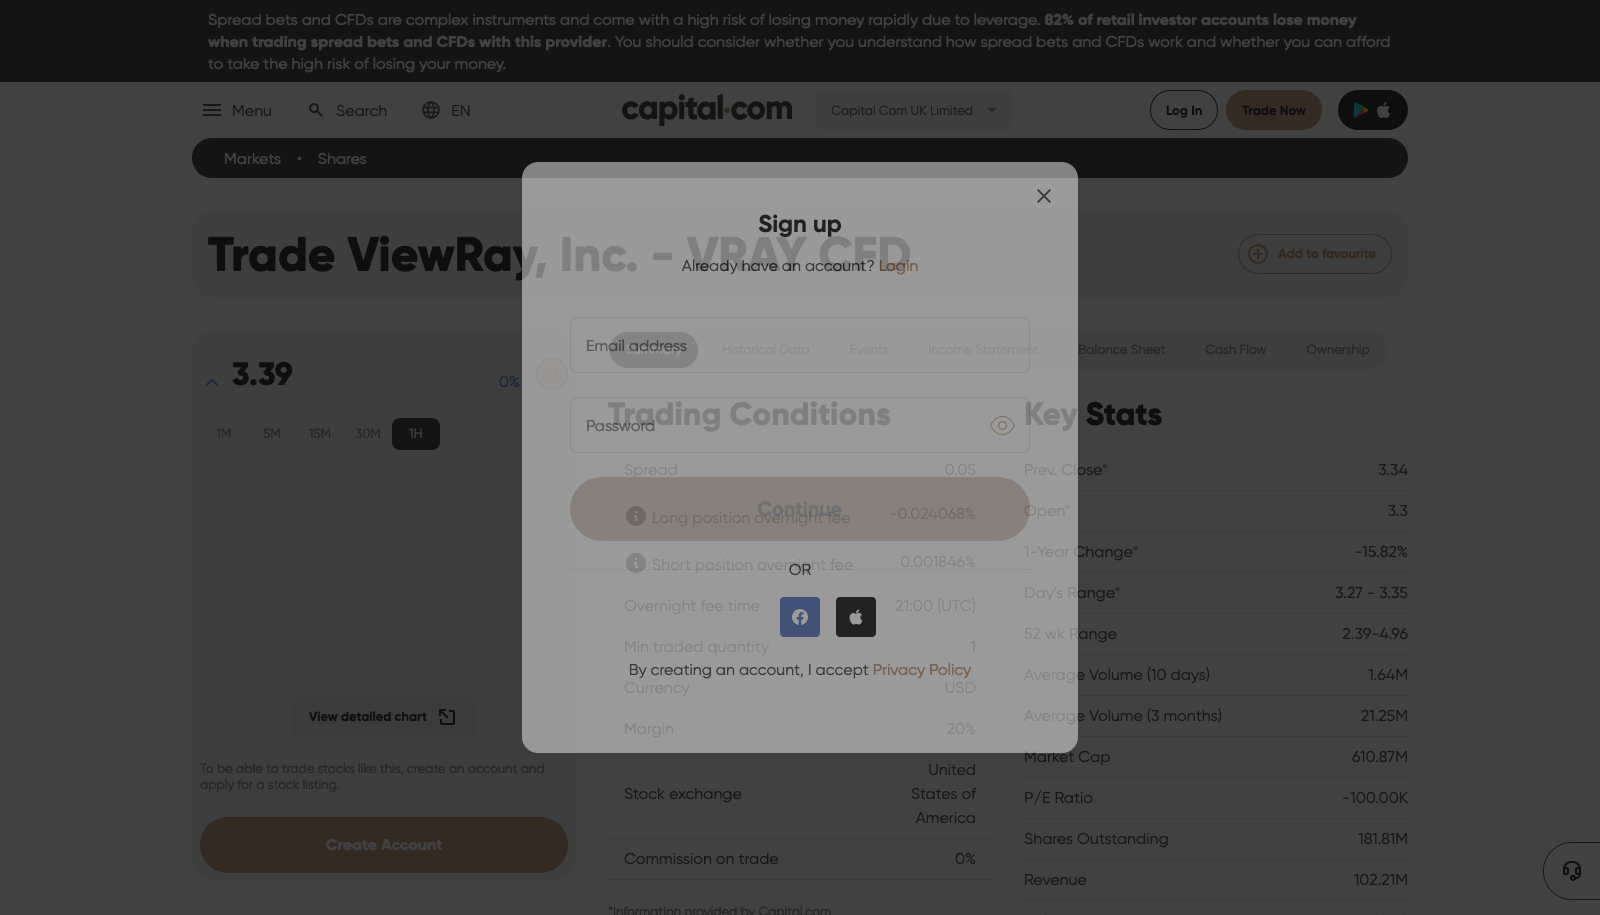 Spread bets and CFDs are complex instruments and come with a high risk of losing money rapidly due to leverage. 82% of retail investor accounts lose money
when trading spread bets and CFDs with this provider. You should consider whether you understand how spread bets and CFDs work and whether you can afford
to take the high risk of losing your money.
Menu Search EN capital.com Capital Com UK Limited Log In Trade Now
Markets • Shares
Trade ViewRay, Inc. - VRAY CFD Add to favourite
3.39 0%
1M 5M 15M 30M 1H
View detailed chart
To be able to trade stocks like this, create an account and
apply for a stock listing.
Create Account
Sign up
Already have an account? Login
Email address
Password
Continue
OR
By creating an account, I accept Privacy Policy
Summary Historical Data Events Income Statement Balance Sheet Cash Flow Ownership
Trading Conditions
Spread 0.05
Long position overnight fee -0.024068%
Short position overnight fee 0.001846%
Overnight fee time 21:00 (UTC)
Min traded quantity 1
Currency USD
Margin 20%
Stock exchange United
States of
America
Commission on trade 0%
*Information provided by Capital.com
Key Stats
Prev. Close* 3.34
Open* 3.3
1-Year Change* -15.82%
Day's Range* 3.27 - 3.35
52 wk Range 2.39-4.96
Average Volume (10 days) 1.64M
Average Volume (3 months) 21.25M
Market Cap 610.87M
P/E Ratio -100.00K
Shares Outstanding 181.81M
Revenue 102.21M